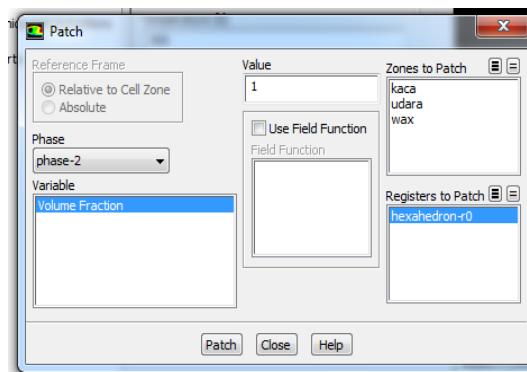 Patch
Reference Frame
Relative to Cell Zone
Absolute
Phase
phase-2
Variable
Volume Fraction
Value
1
Use Field Function
Field Function
Zones to Patch
kaca
udara
wax
Registers to Patch
hexahedron-r0
Patch
Close
Help